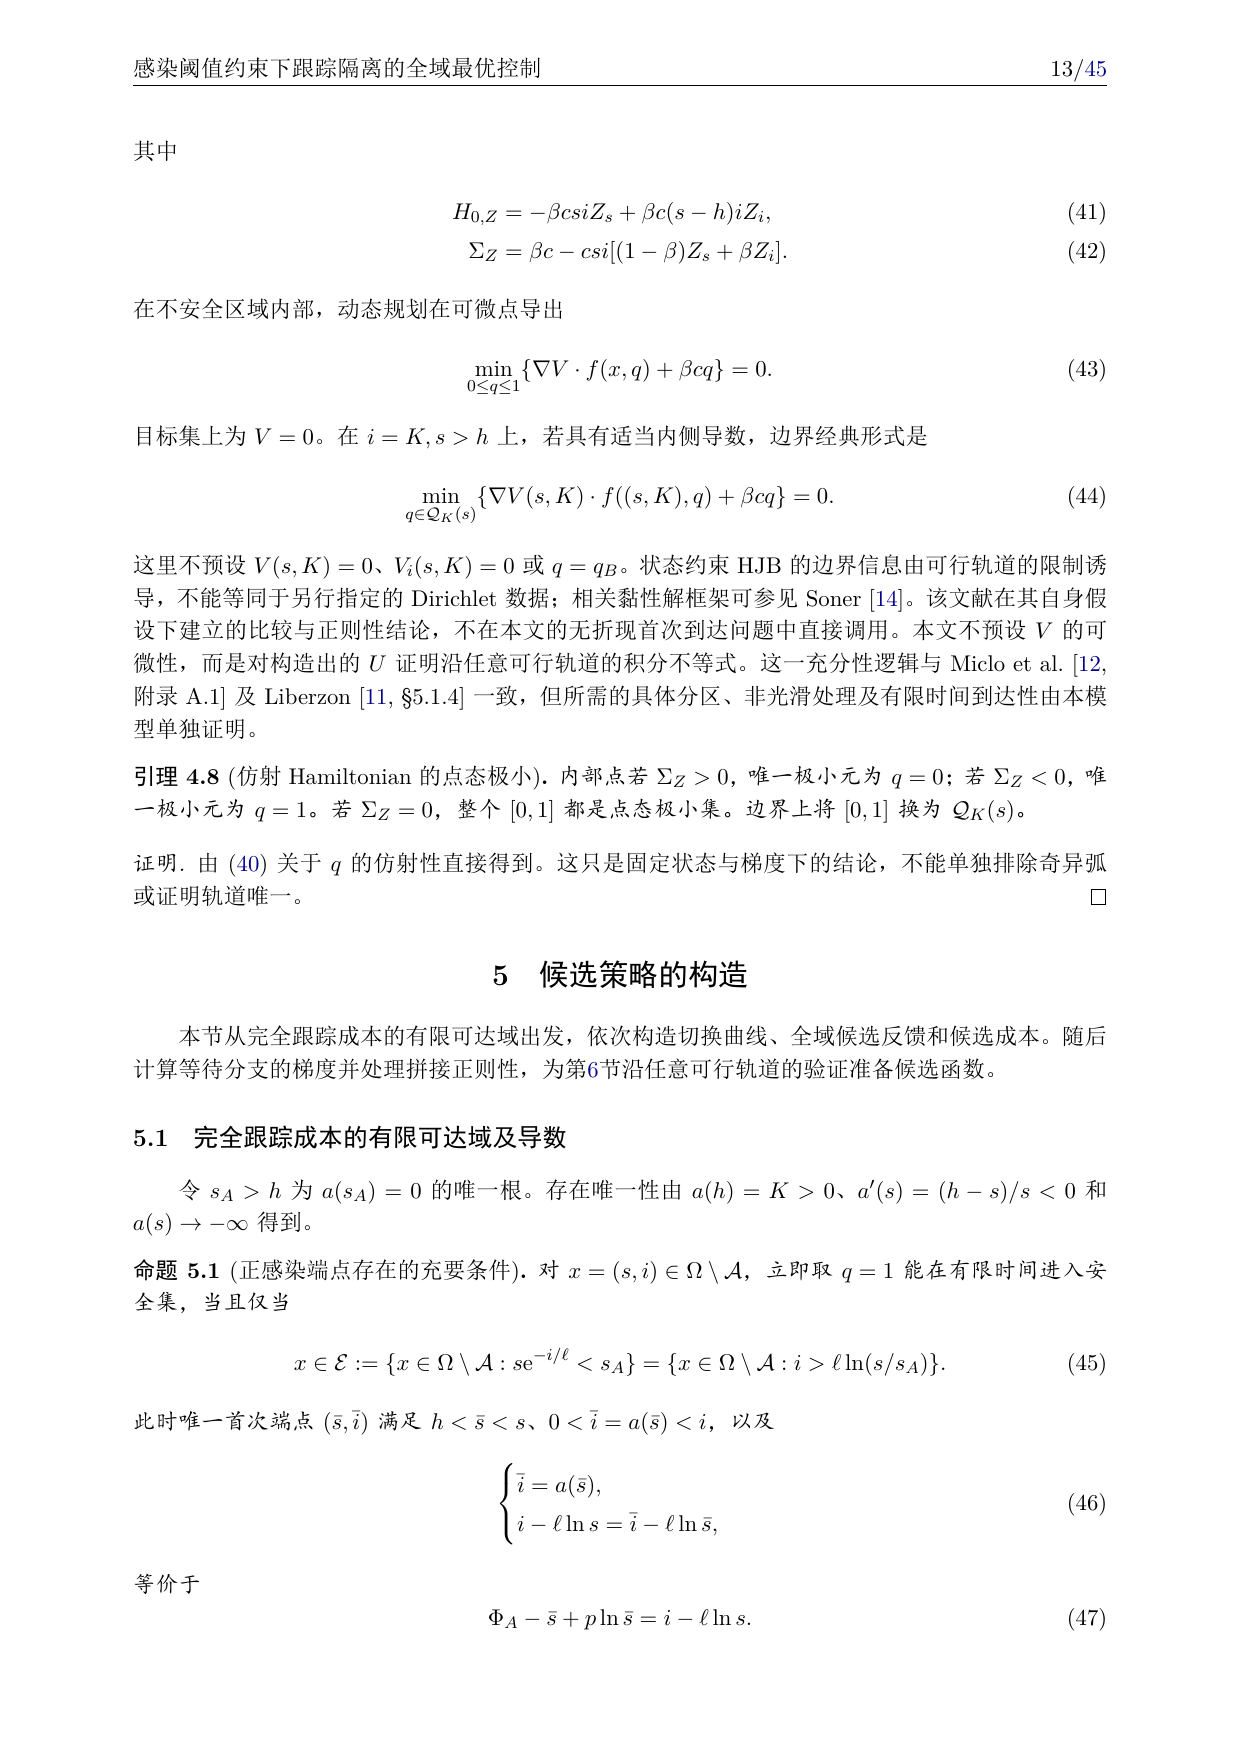 感染阈值约束下跟踪隔离的全域最优控制 13/45
其中
H_{0,Z} = −βcsiZ_s + βc(s − h)iZ_i, (41)
Σ_Z = βc − csi[(1 − β)Z_s + βZ_i]. (42)
在不安全区域内部，动态规划在可微点导出
min_{0≤q≤1}{∇V · f(x, q) + βcq} = 0. (43)
目标集上为 V = 0。在 i = K, s > h 上，若具有适当内侧导数，边界经典形式是
min_{q∈𝒬_K(s)}{∇V(s, K) · f((s, K), q) + βcq} = 0. (44)
这里不预设 V(s, K) = 0、V_i(s, K) = 0 或 q = q_B。状态约束 HJB 的边界信息由可行轨道的限制诱
导，不能等同于另行指定的 Dirichlet 数据；相关黏性解框架可参见 Soner [14]。该文献在其自身假
设下建立的比较与正则性结论，不在本文的无折现首次到达问题中直接调用。本文不预设 V 的可
微性，而是对构造出的 U 证明沿任意可行轨道的积分不等式。这一充分性逻辑与 Miclo et al. [12,
附录 A.1] 及 Liberzon [11, §5.1.4] 一致，但所需的具体分区、非光滑处理及有限时间到达性由本模
型单独证明。
引理 4.8 (仿射 Hamiltonian 的点态极小). 内部点若 Σ_Z > 0，唯一极小元为 q = 0；若 Σ_Z < 0，唯
一极小元为 q = 1。若 Σ_Z = 0，整个 [0, 1] 都是点态极小集。边界上将 [0, 1] 换为 𝒬_K(s)。
证明. 由 (40) 关于 q 的仿射性直接得到。这只是固定状态与梯度下的结论，不能单独排除奇异弧
或证明轨道唯一。 □
5 候选策略的构造
本节从完全跟踪成本的有限可达域出发，依次构造切换曲线、全域候选反馈和候选成本。随后
计算等待分支的梯度并处理拼接正则性，为第6节沿任意可行轨道的验证准备候选函数。
5.1 完全跟踪成本的有限可达域及导数
令 s_A > h 为 a(s_A) = 0 的唯一根。存在唯一性由 a(h) = K > 0、a′(s) = (h − s)/s < 0 和
a(s) → −∞ 得到。
命题 5.1 (正感染端点存在的充要条件). 对 x = (s, i) ∈ Ω \ 𝒜，立即取 q = 1 能在有限时间进入安
全集，当且仅当
x ∈ ℰ := {x ∈ Ω \ 𝒜 : se^{−i/ℓ} < s_A} = {x ∈ Ω \ 𝒜 : i > ℓ ln(s/s_A)}. (45)
此时唯一首次端点 (s̄, ī) 满足 h < s̄ < s、0 < ī = a(s̄) < i，以及
ī = a(s̄),
i − ℓ ln s = ī − ℓ ln s̄, (46)
等价于
Φ_A − s̄ + p ln s̄ = i − ℓ ln s. (47)